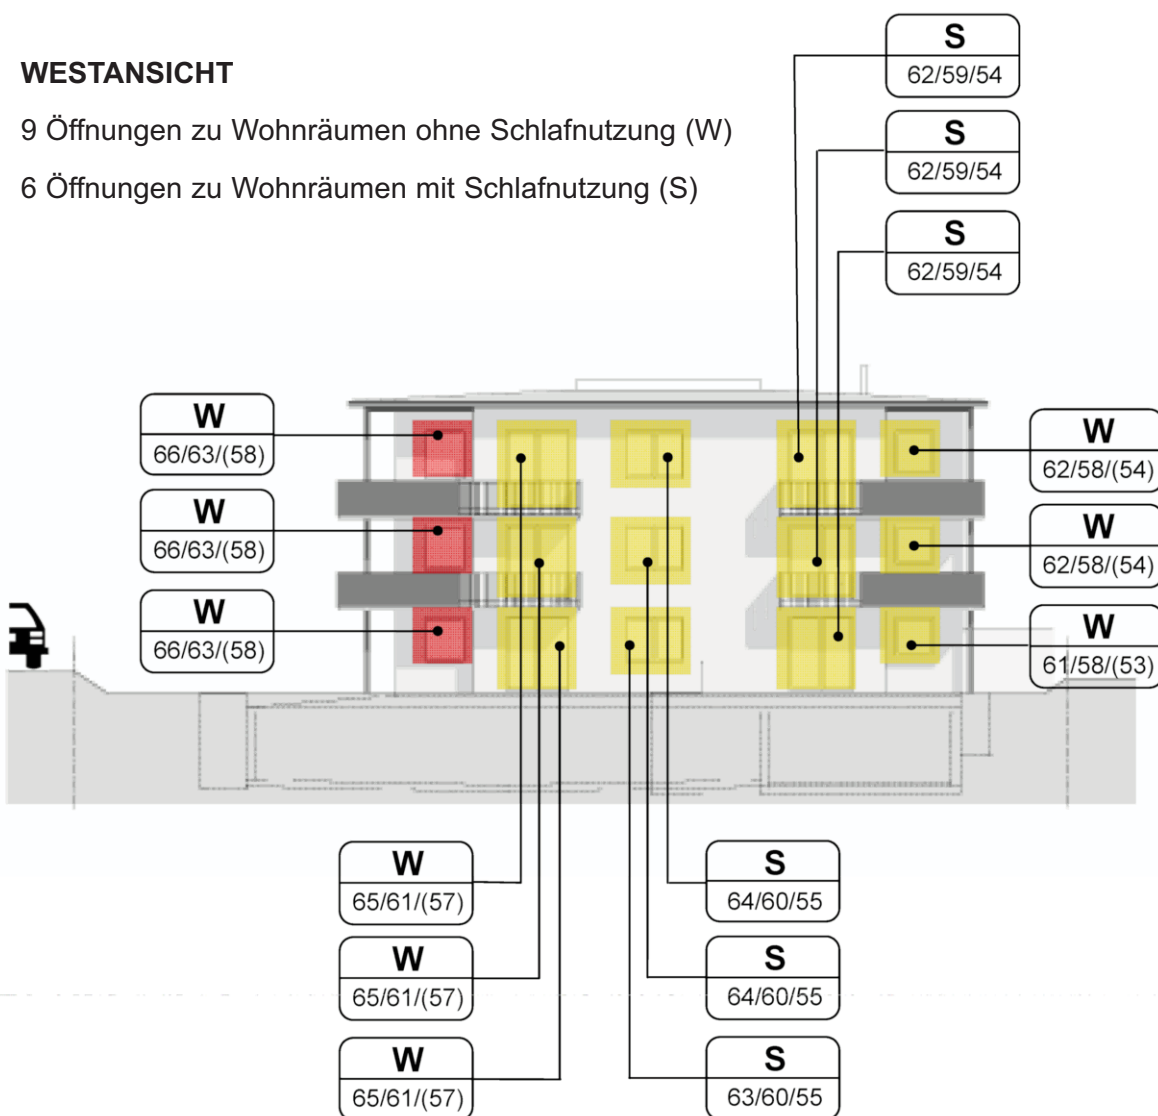 WESTANSICHT
9 Öffnungen zu Wohnräumen ohne Schlafnutzung (W)
6 Öffnungen zu Wohnräumen mit Schlafnutzung (S)
S
62/59/54
S
62/59/54
S
62/59/54
W
66/63/(58)
W
66/63/(58)
W
66/63/(58)
W
62/58/(54)
W
62/58/(54)
W
61/58/(53)
W
65/61/(57)
W
65/61/(57)
W
65/61/(57)
S
64/60/55
S
64/60/55
S
63/60/55